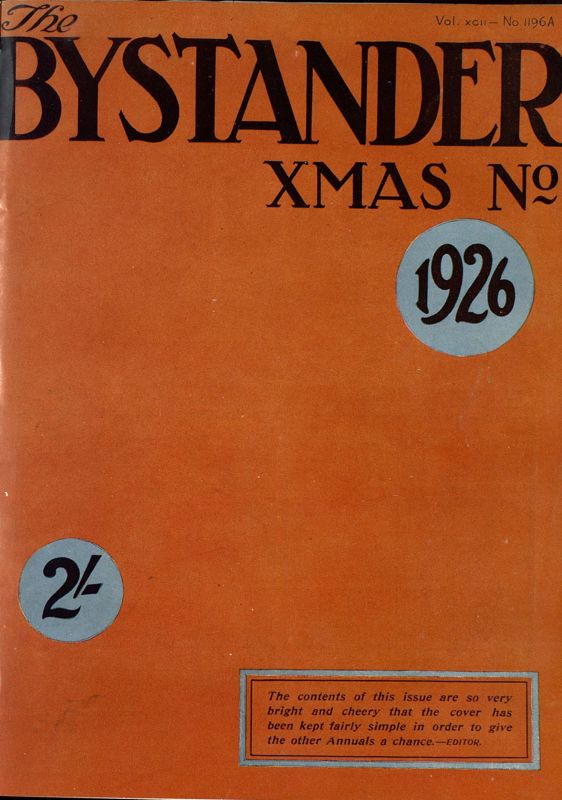 The
Vol. XCII – No. 1196A
BYSTANDER
XMAS No
1926
2/-
The contents of this issue are so very
bright and cheery that the cover has
been kept fairly simple in order to give
the other Annuals a chance.—EDITOR.